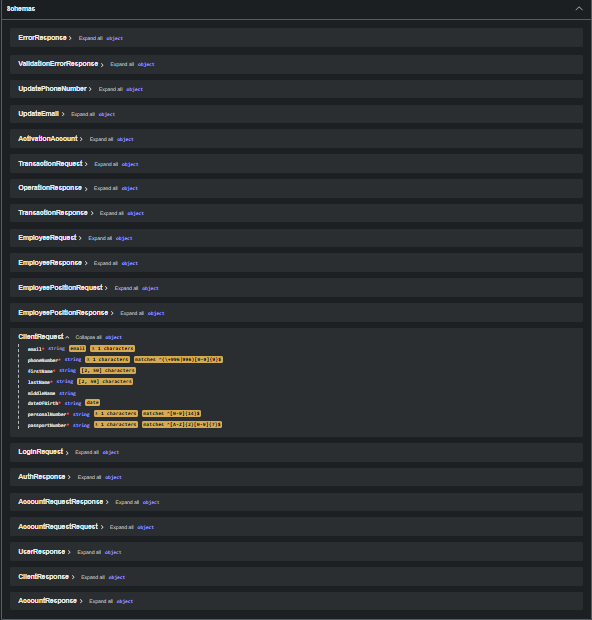 Schemas
ErrorResponse > Expand all object
ValidationErrorResponse > Expand all object
UpdatePhoneNumber > Expand all object
UpdateEmail > Expand all object
ActivationAccount > Expand all object
TransactionRequest > Expand all object
OperationResponse > Expand all object
TransactionResponse > Expand all object
EmployeeRequest > Expand all object
EmployeeResponse > Expand all object
EmployeePositionRequest > Expand all object
EmployeePositionResponse > Expand all object
ClientRequest Collapse all object
email* string email ≥ 1 characters
phoneNumber* string ≥ 1 characters matches
firstName* string [2, 50] characters
lastName* string [2, 50] characters
middleName string
dateOfBirth* string date
personalNumber* string ≥ 1 characters matches ^[0-9]{14}$
passportNumber* string ≥ 1 characters matches ^[A-Z]{2}[0-9]{7}$
LoginRequest > Expand all object
AuthResponse > Expand all object
AccountRequestResponse > Expand all object
AccountRequestRequest > Expand all object
UserResponse > Expand all object
ClientResponse > Expand all object
AccountResponse > Expand all object